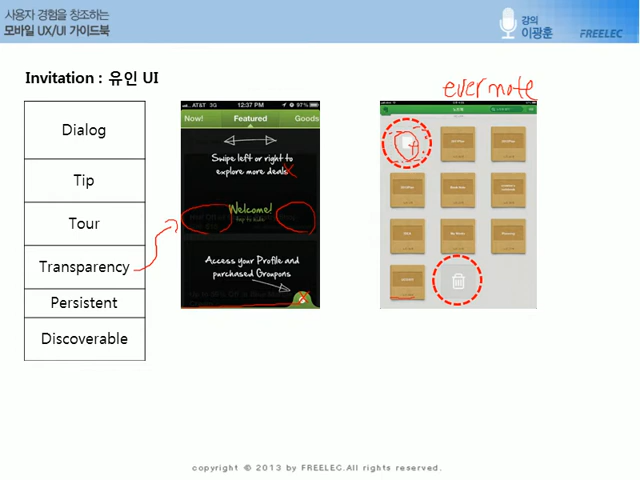 사용자 경험을 창조하는
모바일 UX/UI 가이드북
강의
이광훈
FREELEC
Invitation : 유인 UI
evernote
Dialog
Tip
Tour
Transparency
Persistent
Discoverable
AT&T 3G 12:37 PM 97%
Now! Featured Goods
Swipe left or right to
explore more deals
Welcome!
tap to hide
Access your Profile and
purchased Groupons
copyright © 2013 by FREELEC.All rights reserved.